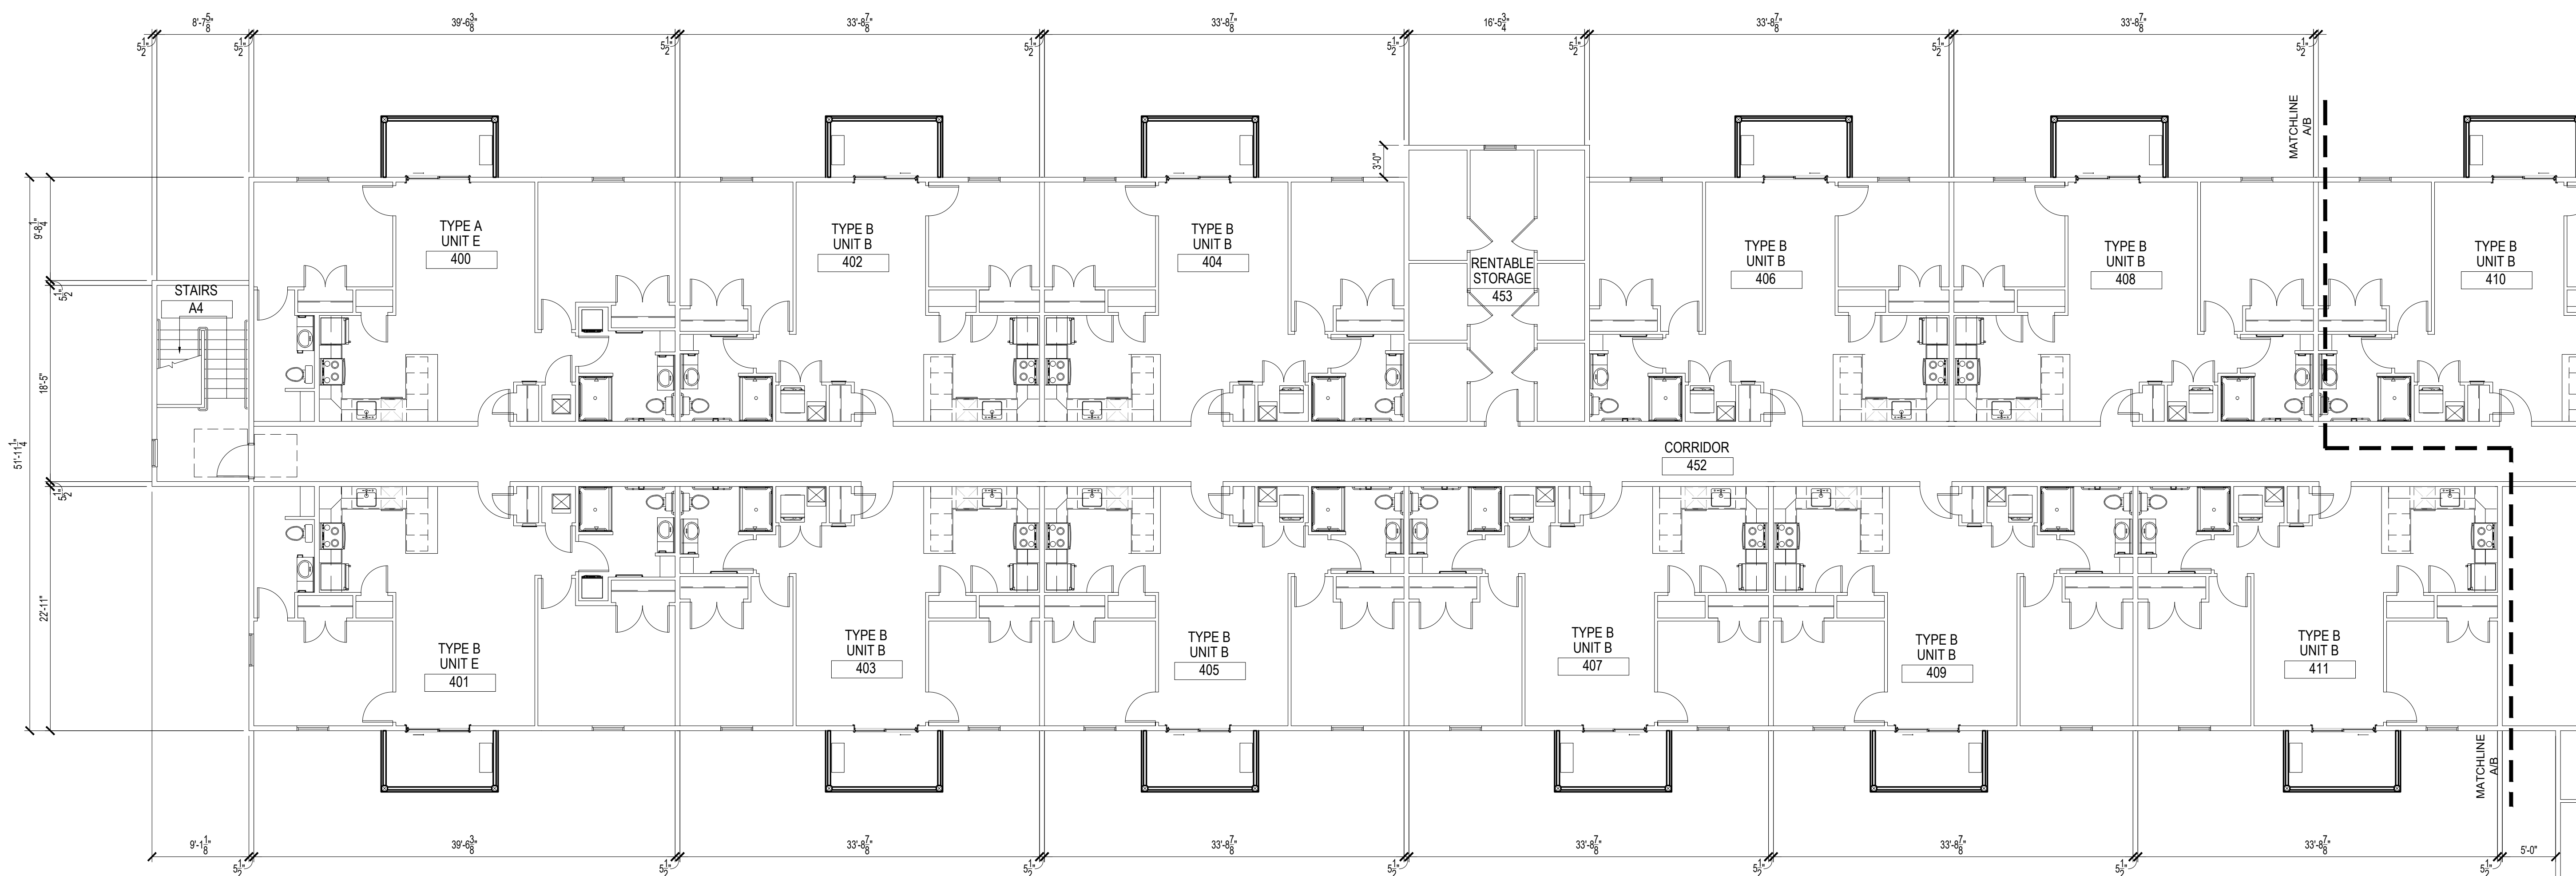 8'-7 5/8"
39'-6 3/8"
33'-8 7/8"
33'-8 7/8"
16'-5 3/4"
33'-8 7/8"
33'-8 7/8"
5 1/2"
5 1/2"
5 1/2"
5 1/2"
5 1/2"
5 1/2"
5 1/2"
5 1/2"
MATCHLINE
A/B
3'-0"
9'-8 1/4"
5 1/2"
18'-5"
51'-11 1/4"
5 1/2"
22'-11"
STAIRS
A4
TYPE A
UNIT E
400
TYPE B
UNIT B
402
TYPE B
UNIT B
404
RENTABLE
STORAGE
453
TYPE B
UNIT B
406
TYPE B
UNIT B
408
TYPE B
UNIT B
410
CORRIDOR
452
TYPE B
UNIT E
401
TYPE B
UNIT B
403
TYPE B
UNIT B
405
TYPE B
UNIT B
407
TYPE B
UNIT B
409
TYPE B
UNIT B
411
MATCHLINE
A/B
9'-1 1/8"
39'-6 3/8"
33'-8 7/8"
33'-8 7/8"
33'-8 7/8"
33'-8 7/8"
33'-8 7/8"
5'-0"
5 1/2"
5 1/2"
5 1/2"
5 1/2"
5 1/2"
5 1/2"
5 1/2"